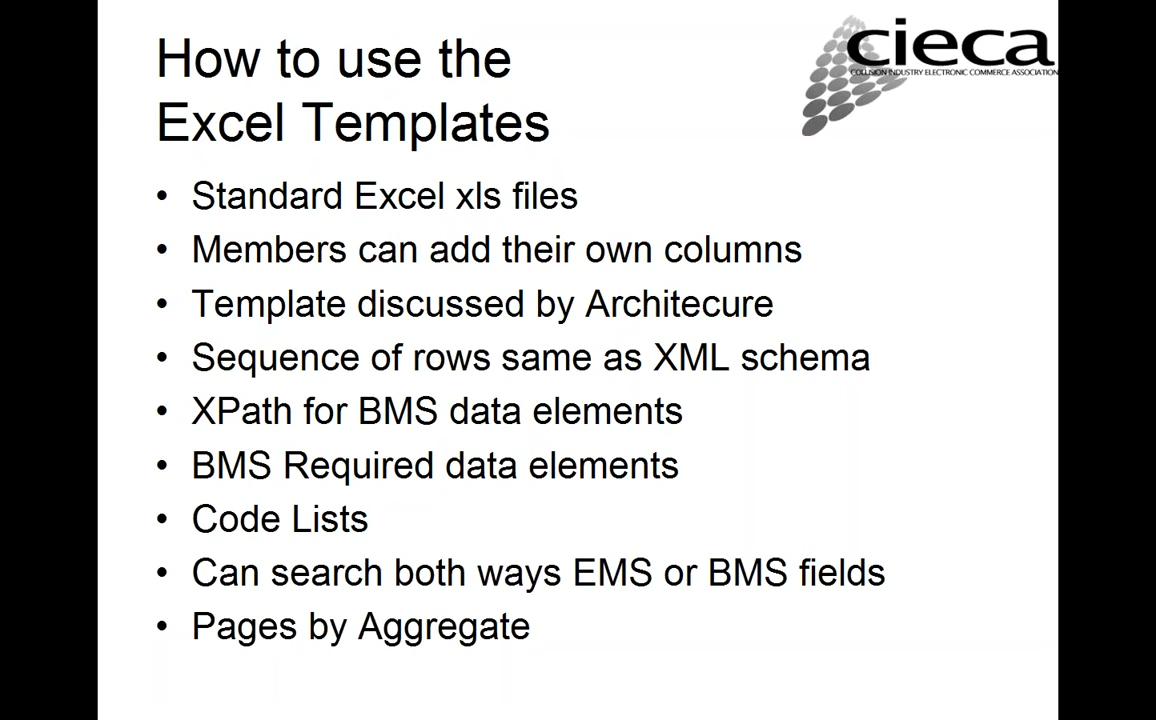 How to use the
Excel Templates
cieca
COLLISION INDUSTRY ELECTRONIC COMMERCE ASSOCIATION
• Standard Excel xls files
• Members can add their own columns
• Template discussed by Architecure
• Sequence of rows same as XML schema
• XPath for BMS data elements
• BMS Required data elements
• Code Lists
• Can search both ways EMS or BMS fields
• Pages by Aggregate